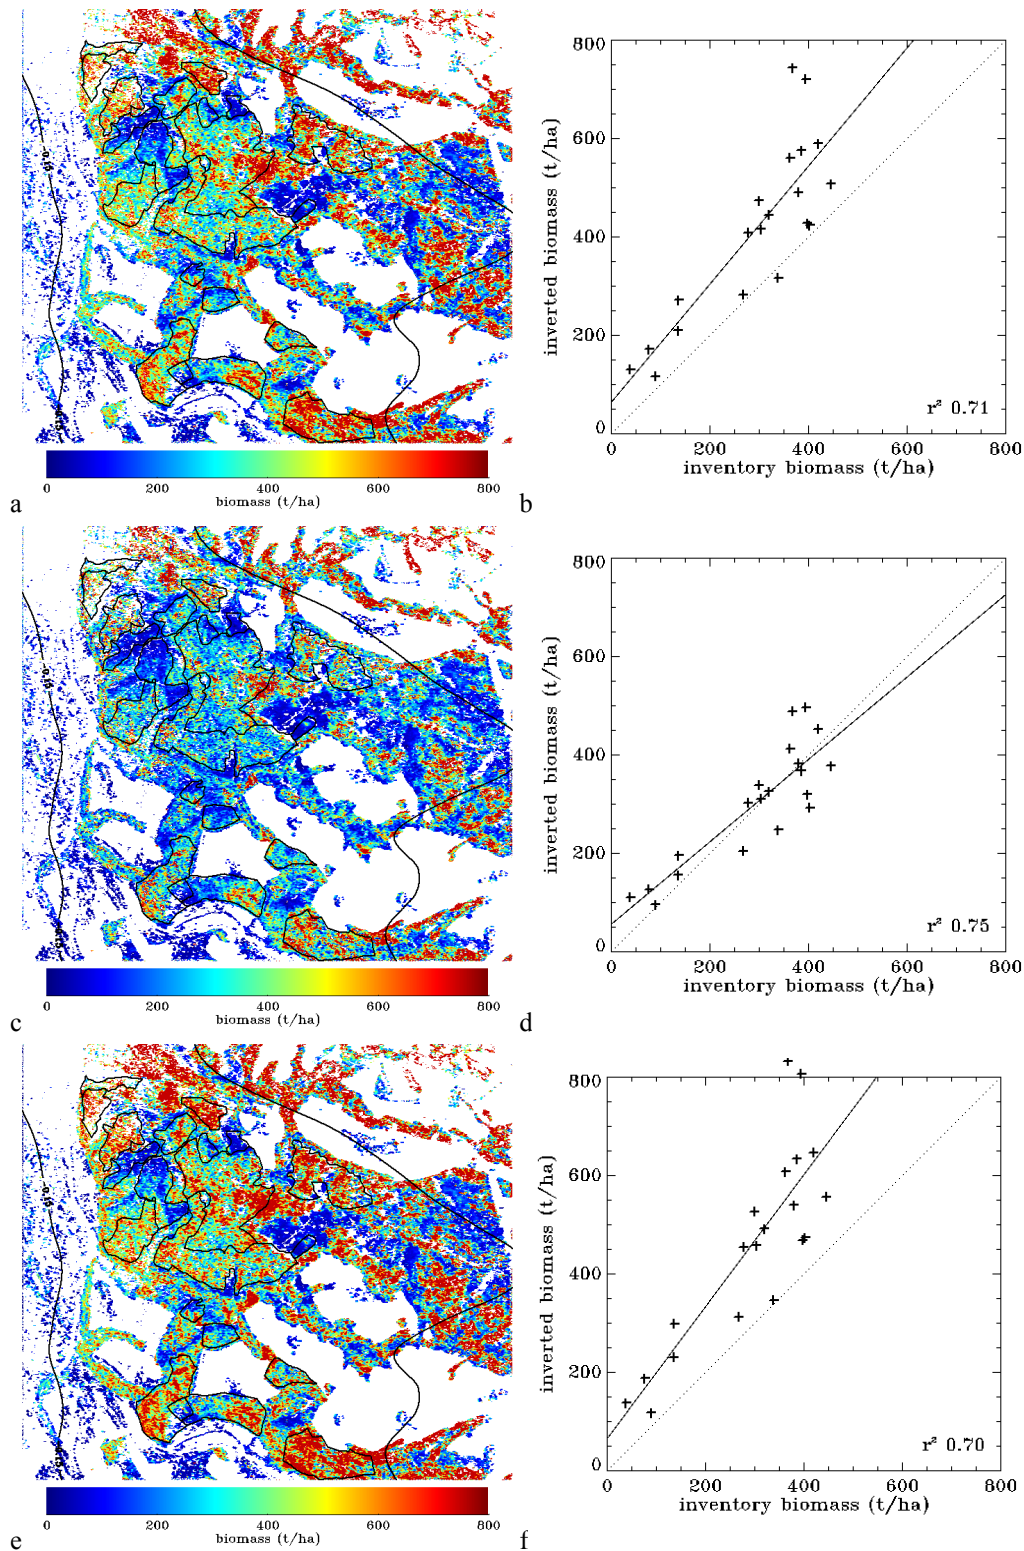 800
600
400
200
0
inverted biomass (t/ha)
0 200 400 600 800
inventory biomass (t/ha)
r² 0.71
0 200 400 600 800
biomass (t/ha)
a
b
800
600
400
200
0
inverted biomass (t/ha)
0 200 400 600 800
inventory biomass (t/ha)
r² 0.75
0 200 400 600 800
biomass (t/ha)
c
d
800
600
400
200
0
inverted biomass (t/ha)
0 200 400 600 800
inventory biomass (t/ha)
r² 0.70
0 200 400 600 800
biomass (t/ha)
e
f